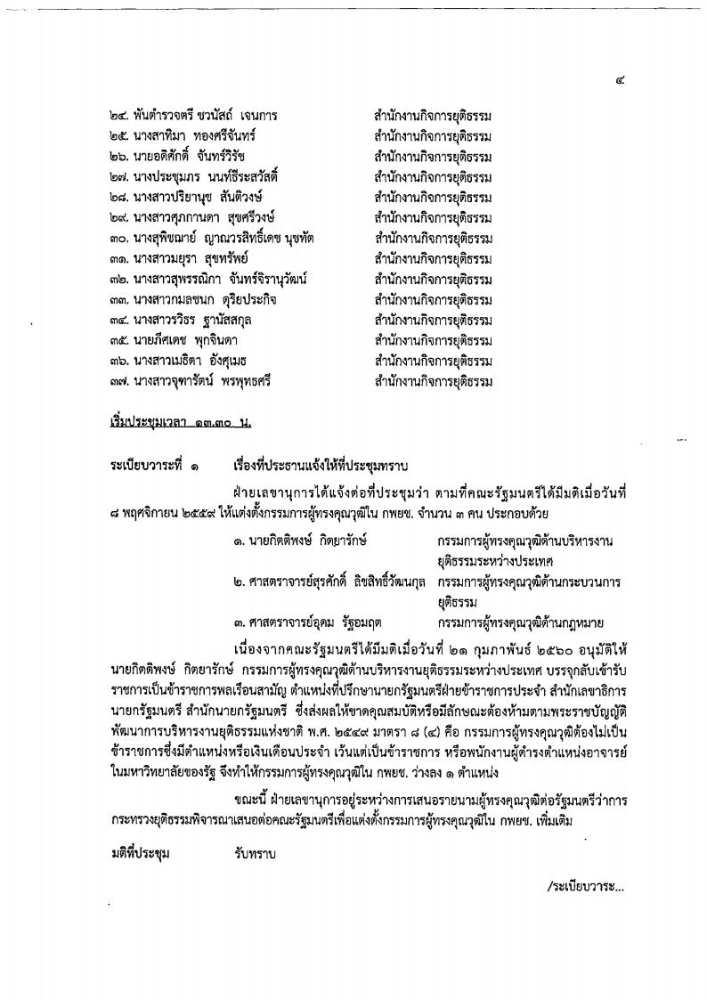 ๔
๒๔. พันตำรวจตรี ชวนัสถ์ เจนการ สำนักงานกิจการยุติธรรม
๒๕. นางสาทิมา ทองศรีจันทร์ สำนักงานกิจการยุติธรรม
๒๖. นายอดิศักดิ์ จันทร์วิรัช สำนักงานกิจการยุติธรรม
๒๗. นางประชุมภร นนท์ธีระสวัสดิ์ สำนักงานกิจการยุติธรรม
๒๘. นางสาวปริยานุช สันติวงษ์ สำนักงานกิจการยุติธรรม
๒๙. นางสาวศุภกานดา สุขศรีวงษ์ สำนักงานกิจการยุติธรรม
๓๐. นางสุพิชฌาย์ ญาณวรสิทธิ์เดช นุชทัต สำนักงานกิจการยุติธรรม
๓๑. นางสาวมยุรา สุขทรัพย์ สำนักงานกิจการยุติธรรม
๓๒. นางสาวสุพรรณิกา จันทร์จิรานุวัฒน์ สำนักงานกิจการยุติธรรม
๓๓. นางสาวกมลชนก ดุริยประกิจ สำนักงานกิจการยุติธรรม
๓๔. นางสาวรวิธร ฐานัสสกุล สำนักงานกิจการยุติธรรม
๓๕. นายภีศเดช พุกจินดา สำนักงานกิจการยุติธรรม
๓๖. นางสาวเมธิตา อังศุเมธ สำนักงานกิจการยุติธรรม
๓๗. นางสาวจุฑารัตน์ พรพุทธศรี สำนักงานกิจการยุติธรรม
เริ่มประชุมเวลา ๑๓.๓๐ น.
ระเบียบวาระที่ ๑ เรื่องที่ประธานแจ้งให้ที่ประชุมทราบ
ฝ่ายเลขานุการได้แจ้งต่อที่ประชุมว่า ตามที่คณะรัฐมนตรีได้มีมติเมื่อวันที่
๘ พฤศจิกายน ๒๕๕๙ ให้แต่งตั้งกรรมการผู้ทรงคุณวุฒิใน กพยช. จำนวน ๓ คน ประกอบด้วย
๑. นายกิตติพงษ์ กิตยารักษ์ กรรมการผู้ทรงคุณวุฒิด้านบริหารงาน
ยุติธรรมระหว่างประเทศ
๒. ศาสตราจารย์สุรศักดิ์ ลิขสิทธิ์วัฒนกุล กรรมการผู้ทรงคุณวุฒิด้านกระบวนการ
ยุติธรรม
๓. ศาสตราจารย์อุดม รัฐอมฤต กรรมการผู้ทรงคุณวุฒิด้านกฎหมาย
เนื่องจากคณะรัฐมนตรีได้มีมติเมื่อวันที่ ๒๑ กุมภาพันธ์ ๒๕๖๐ อนุมัติให้
นายกิตติพงษ์ กิตยารักษ์ กรรมการผู้ทรงคุณวุฒิด้านบริหารงานยุติธรรมระหว่างประเทศ บรรจุกลับเข้ารับ
ราชการเป็นข้าราชการพลเรือนสามัญ ตำแหน่งที่ปรึกษานายกรัฐมนตรีฝ่ายข้าราชการประจำ สำนักเลขาธิการ
นายกรัฐมนตรี สำนักนายกรัฐมนตรี ซึ่งส่งผลให้ขาดคุณสมบัติหรือมีลักษณะต้องห้ามตามพระราชบัญญัติ
พัฒนาการบริหารงานยุติธรรมแห่งชาติ พ.ศ. ๒๕๔๙ มาตรา ๘ (๔) คือ กรรมการผู้ทรงคุณวุฒิต้องไม่เป็น
ข้าราชการซึ่งมีตำแหน่งหรือเงินเดือนประจำ เว้นแต่เป็นข้าราชการ หรือพนักงานผู้ดำรงตำแหน่งอาจารย์
ในมหาวิทยาลัยของรัฐ จึงทำให้กรรมการผู้ทรงคุณวุฒิใน กพยช. ว่างลง ๑ ตำแหน่ง
ขณะนี้ ฝ่ายเลขานุการอยู่ระหว่างการเสนอรายนามผู้ทรงคุณวุฒิต่อรัฐมนตรีว่าการ
กระทรวงยุติธรรมพิจารณาเสนอต่อคณะรัฐมนตรีเพื่อแต่งตั้งกรรมการผู้ทรงคุณวุฒิใน กพยช. เพิ่มเติม
มติที่ประชุม รับทราบ
/ระเบียบวาระ...